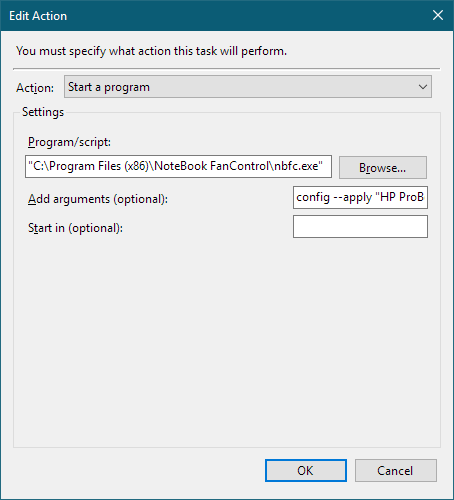 Edit Action
You must specify what action this task will perform.
Action: Start a program
Settings
Program/script:
"C:\Program Files (x86)\NoteBook FanControl\nbfc.exe" Browse...
Add arguments (optional): config --apply "HP ProB
Start in (optional):
OK Cancel